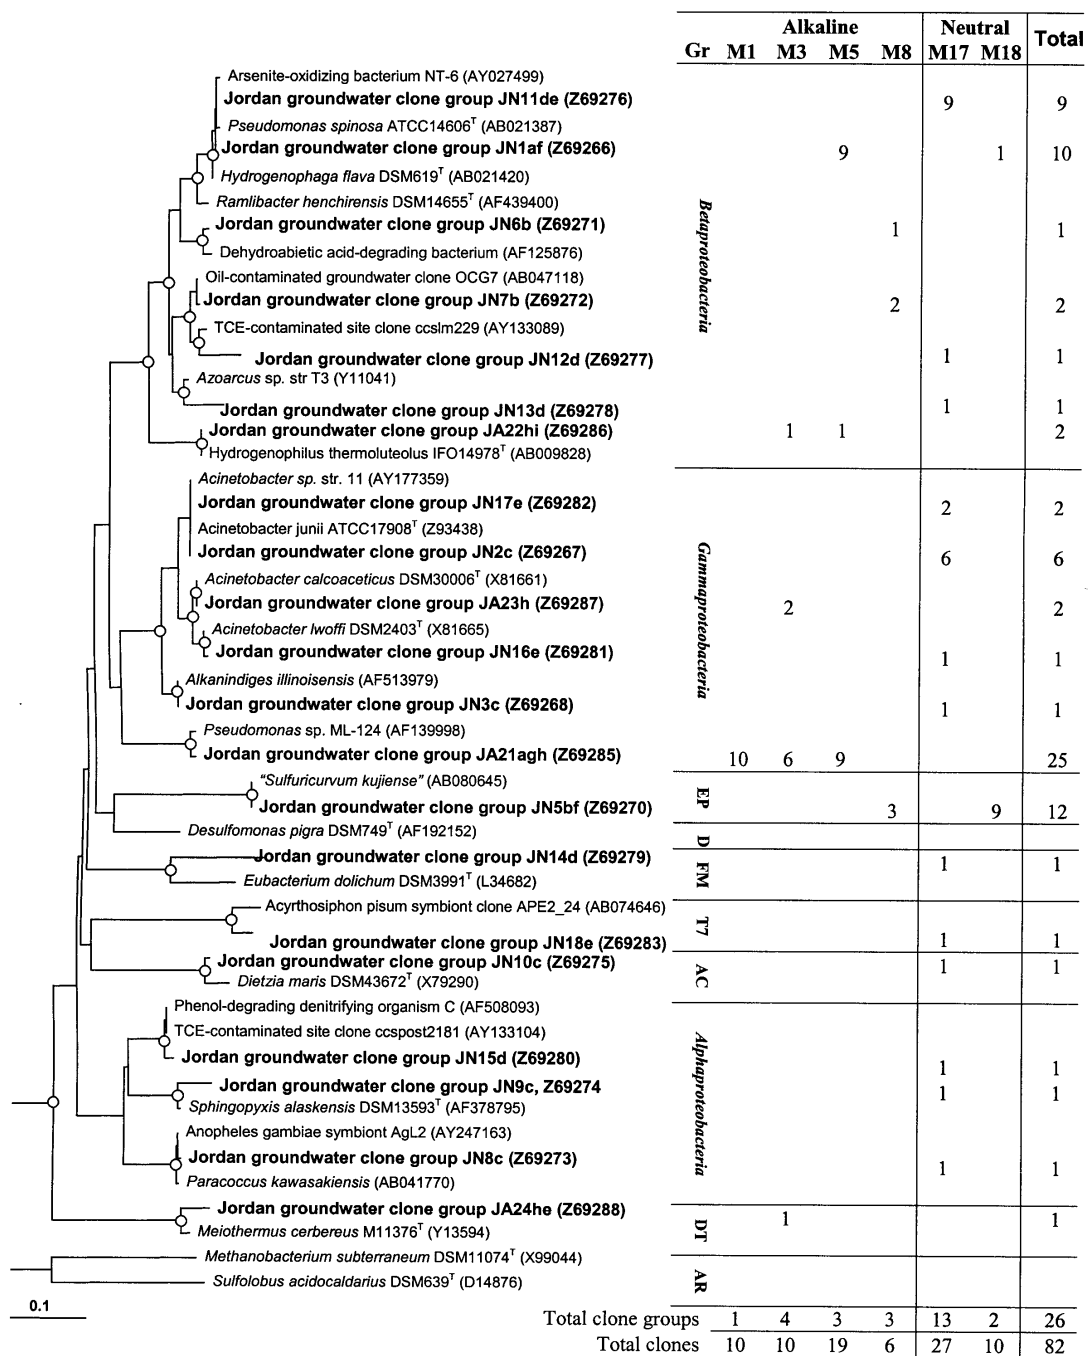 Alkaline Neutral Total
Gr M1 M3 M5 M8 M17 M18
Arsenite-oxidizing bacterium NT-6 (AY027499)
Jordan groundwater clone group JN11de (Z69276) 9 9
Pseudomonas spinosa ATCC14606T (AB021387)
Jordan groundwater clone group JN1af (Z69266) 9 1 10
Hydrogenophaga flava DSM619T (AB021420)
Ramlibacter henchirensis DSM14655T (AF439400)
Betaproteobacteria
Jordan groundwater clone group JN6b (Z69271) 1 1
Dehydroabietic acid-degrading bacterium (AF125876)
Oil-contaminated groundwater clone OCG7 (AB047118)
Jordan groundwater clone group JN7b (Z69272) 2 2
TCE-contaminated site clone ccslm229 (AY133089)
Jordan groundwater clone group JN12d (Z69277) 1 1
Azoarcus sp. str T3 (Y11041)
Jordan groundwater clone group JN13d (Z69278) 1 1
Jordan groundwater clone group JA22hi (Z69286) 1 1 2
Hydrogenophilus thermoluteolus IFO14978T (AB009828)
Acinetobacter sp. str. 11 (AY177359)
Jordan groundwater clone group JN17e (Z69282) 2 2
Acinetobacter junii ATCC17908T (Z93438)
Jordan groundwater clone group JN2c (Z69267) 6 6
Gammaproteobacteria
Acinetobacter calcoaceticus DSM30006T (X81661)
Jordan groundwater clone group JA23h (Z69287) 2 2
Acinetobacter lwoffi DSM2403T (X81665)
Jordan groundwater clone group JN16e (Z69281) 1 1
Alkanindiges illinoisensis (AF513979)
Jordan groundwater clone group JN3c (Z69268) 1 1
Pseudomonas sp. ML-124 (AF139998)
Jordan groundwater clone group JA21agh (Z69285) 10 6 9 25
"Sulfuricurvum kujiense" (AB080645)
EP
Jordan groundwater clone group JN5bf (Z69270) 3 9 12
Desulfomonas pigra DSM749T (AF192152) D
Jordan groundwater clone group JN14d (Z69279) 1 1
FM
Eubacterium dolichum DSM3991T (L34682)
Acyrthosiphon pisum symbiont clone APE2_24 (AB074646)
T7
Jordan groundwater clone group JN18e (Z69283) 1 1
Jordan groundwater clone group JN10c (Z69275) 1 1
AC
Dietzia maris DSM43672T (X79290)
Phenol-degrading denitrifying organism C (AF508093)
TCE-contaminated site clone ccspost2181 (AY133104)
Jordan groundwater clone group JN15d (Z69280) 1 1
Alphaproteobacteria
Jordan groundwater clone group JN9c, Z69274 1 1
Sphingopyxis alaskensis DSM13593T (AF378795)
Anopheles gambiae symbiont AgL2 (AY247163)
Jordan groundwater clone group JN8c (Z69273) 1 1
Paracoccus kawasakiensis (AB041770)
Jordan groundwater clone group JA24he (Z69288) 1 1
DT
Meiothermus cerbereus M11376T (Y13594)
Methanobacterium subterraneum DSM11074T (X99044)
AR
Sulfolobus acidocaldarius DSM639T (D14876)
0.1
Total clone groups 1 4 3 3 13 2 26
Total clones 10 10 19 6 27 10 82